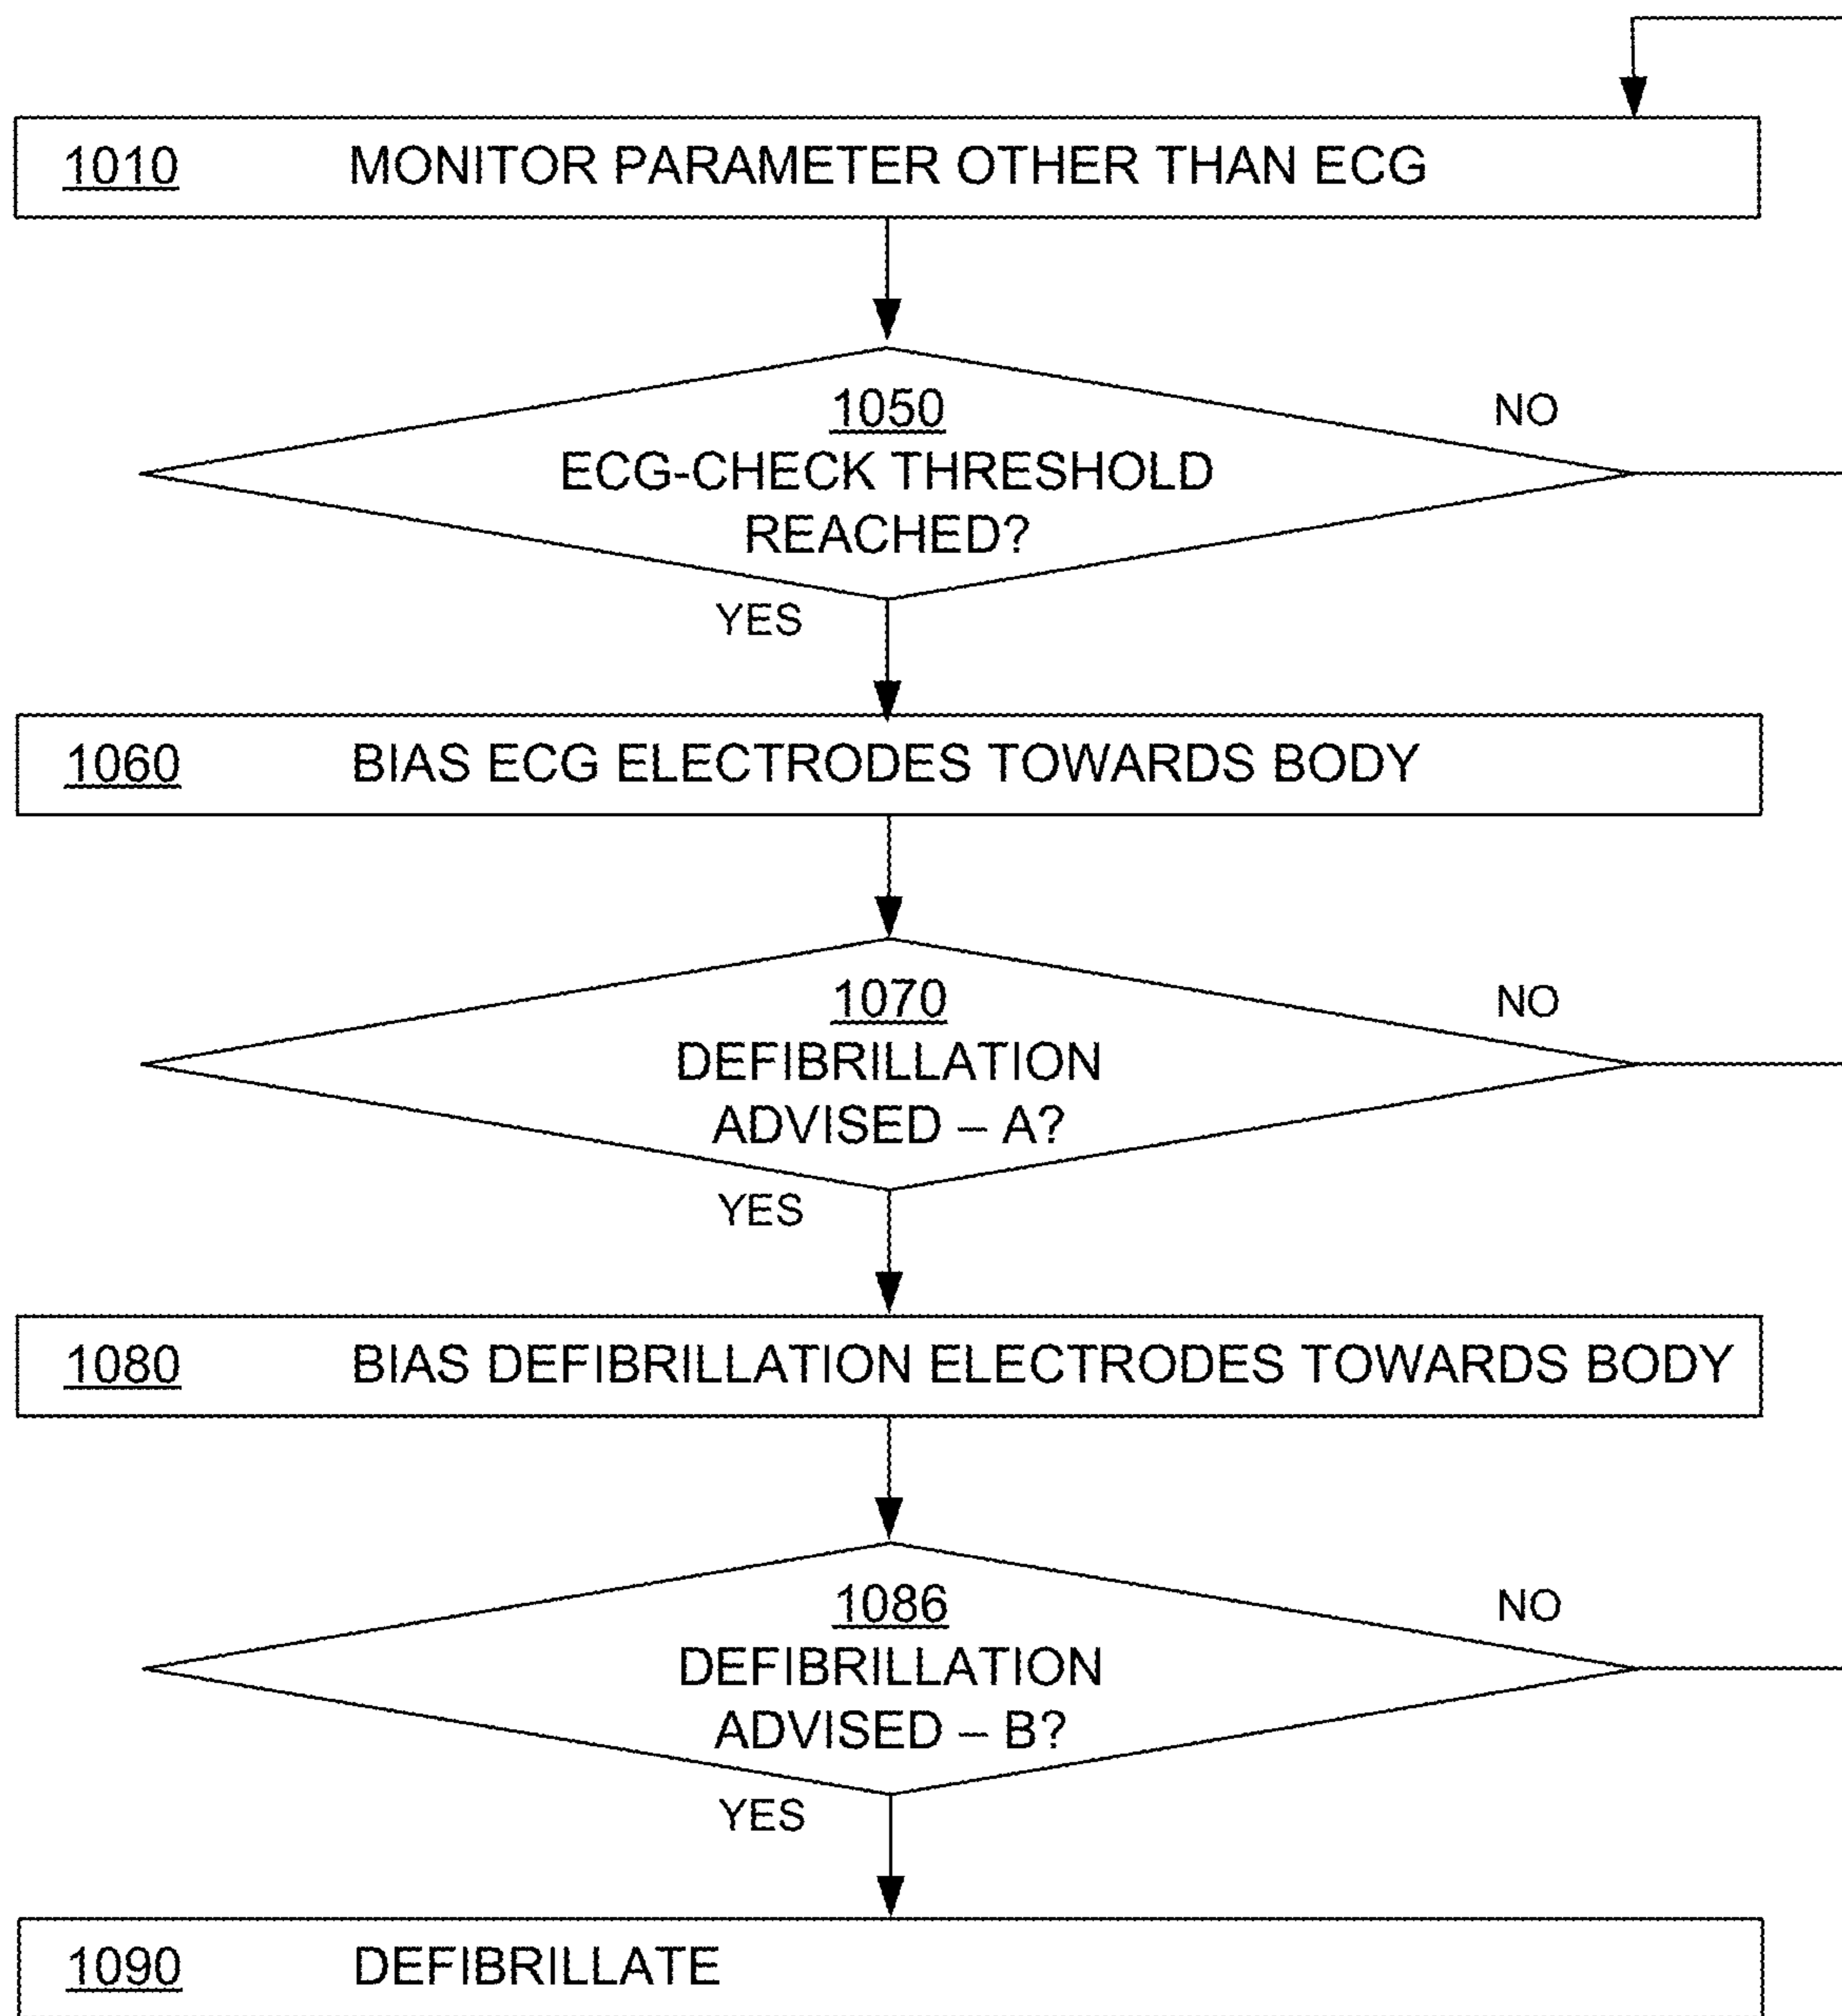 1010 MONITOR PARAMETER OTHER THAN ECG
1050
ECG-CHECK THRESHOLD
REACHED?
NO
YES
1060 BIAS ECG ELECTRODES TOWARDS BODY
1070
DEFIBRILLATION
ADVISED – A?
NO
YES
1080 BIAS DEFIBRILLATION ELECTRODES TOWARDS BODY
1086
DEFIBRILLATION
ADVISED – B?
NO
YES
1090 DEFIBRILLATE